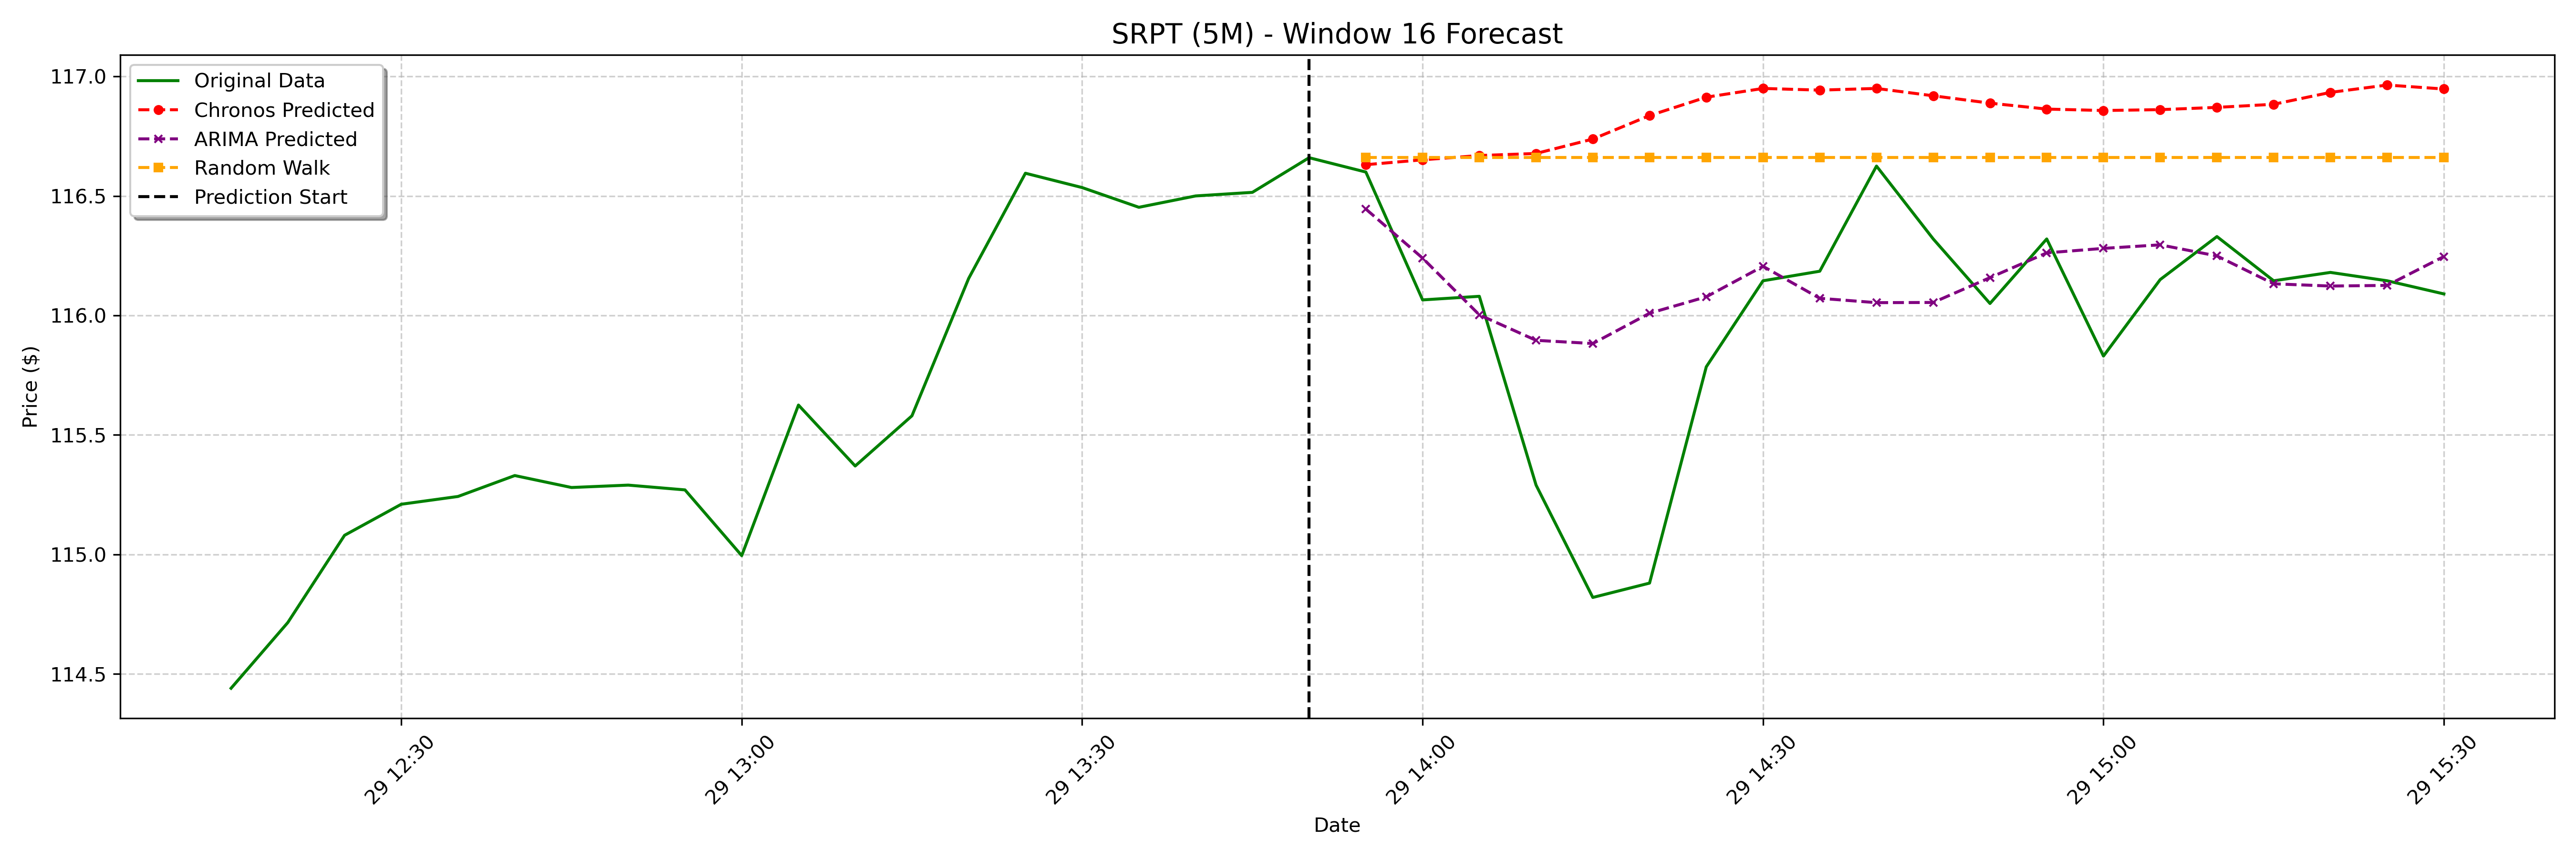 SRPT (5M) - Window 16 Forecast
Original Data
Chronos Predicted
ARIMA Predicted
Random Walk
Prediction Start
Price ($)
117.0
116.5
116.0
115.5
115.0
114.5
29 12:30
29 13:00
29 13:30
29 14:00
29 14:30
29 15:00
29 15:30
Date